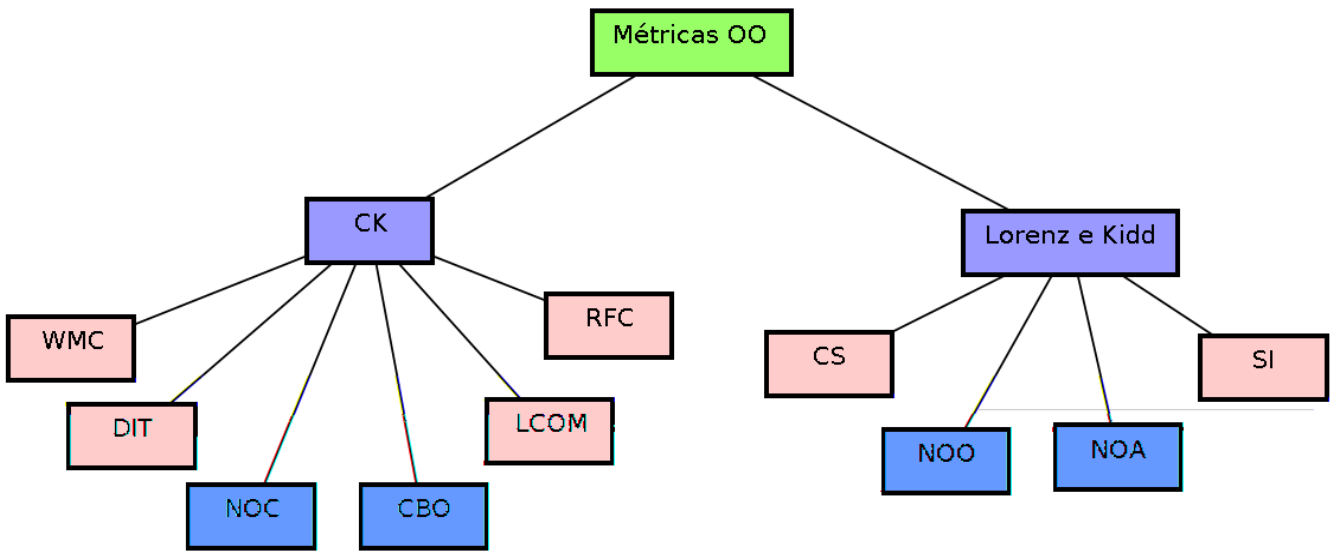 Métricas OO
CK
Lorenz e Kidd
WMC
DIT
NOC
CBO
LCOM
RFC
CS
NOO
NOA
SI